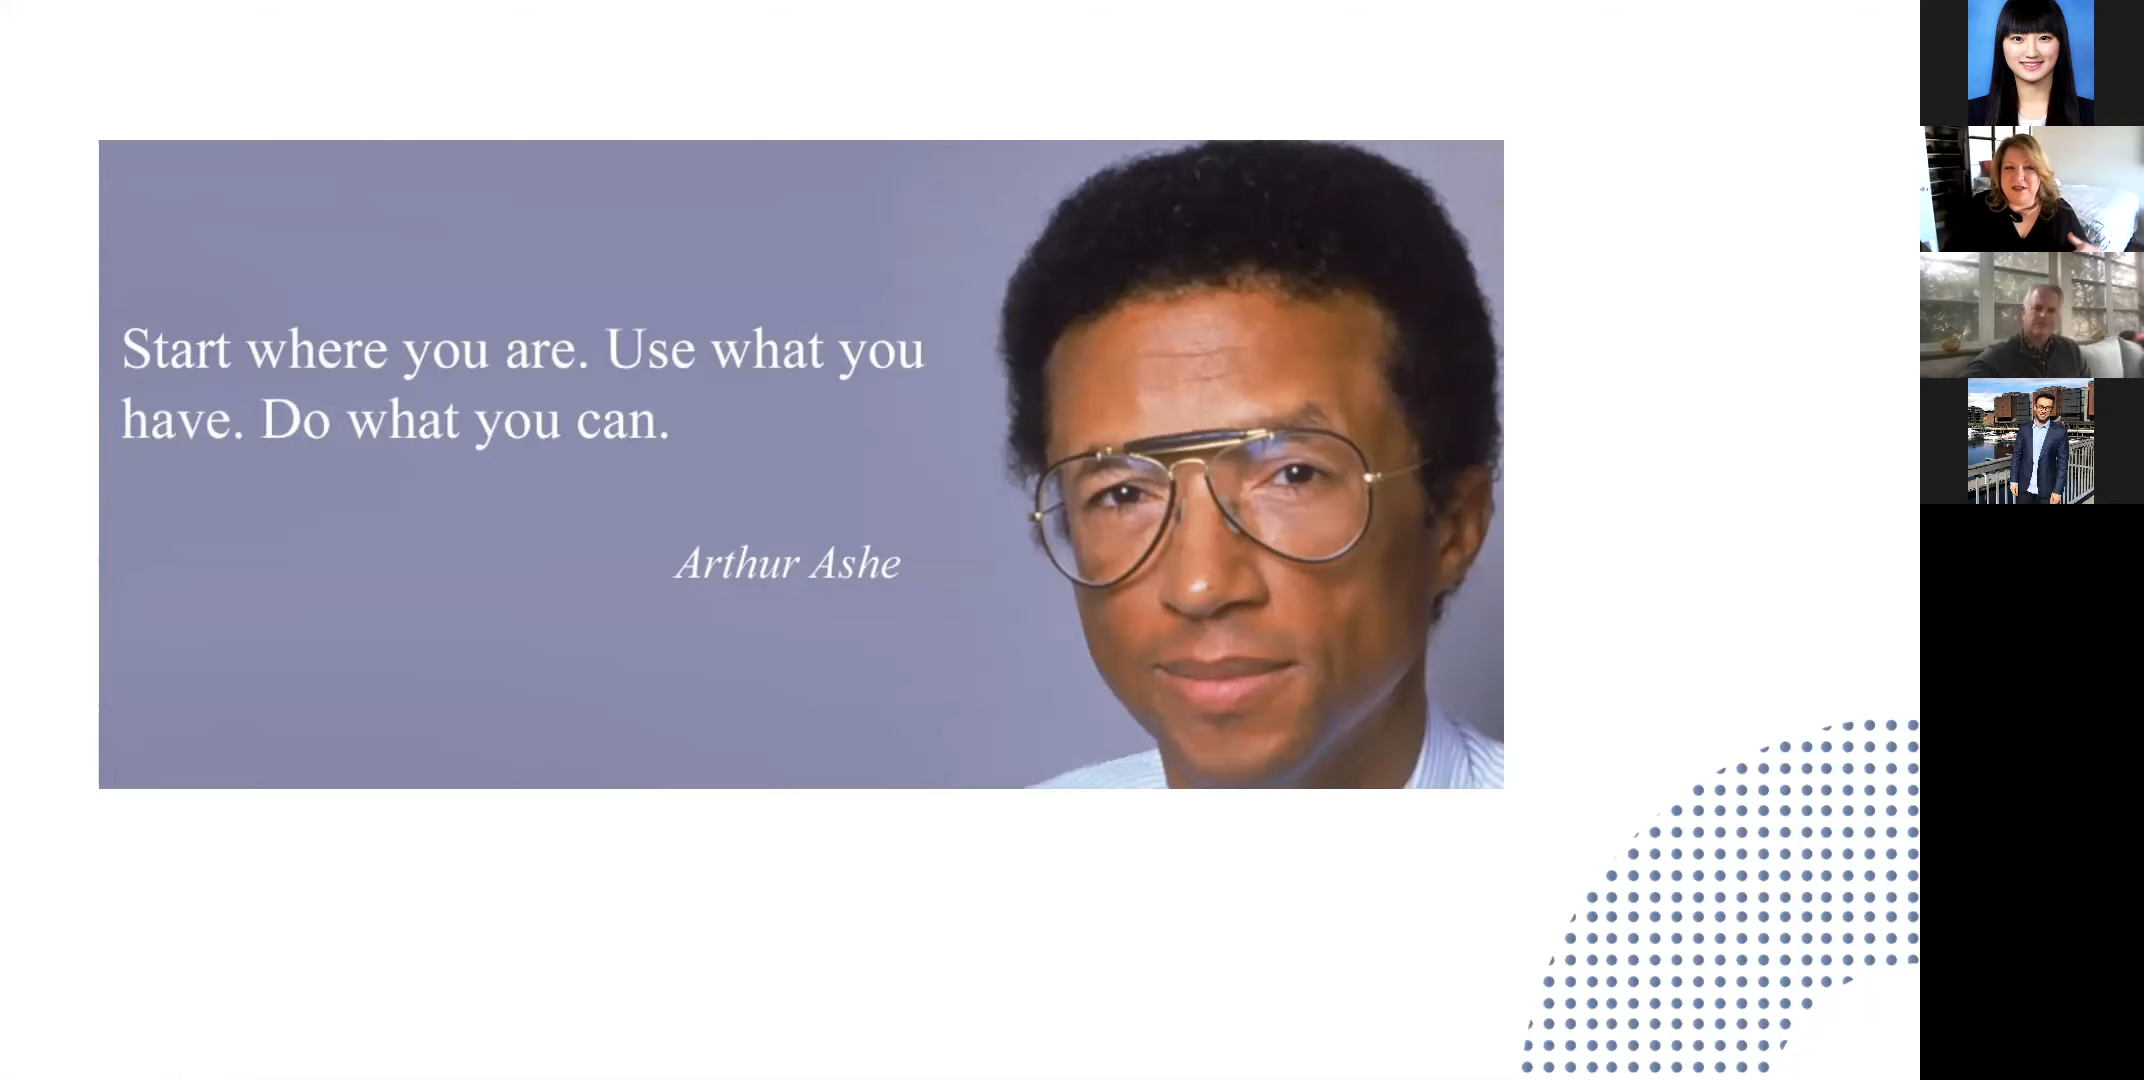 Start where you are. Use what you
have. Do what you can.
Arthur Ashe